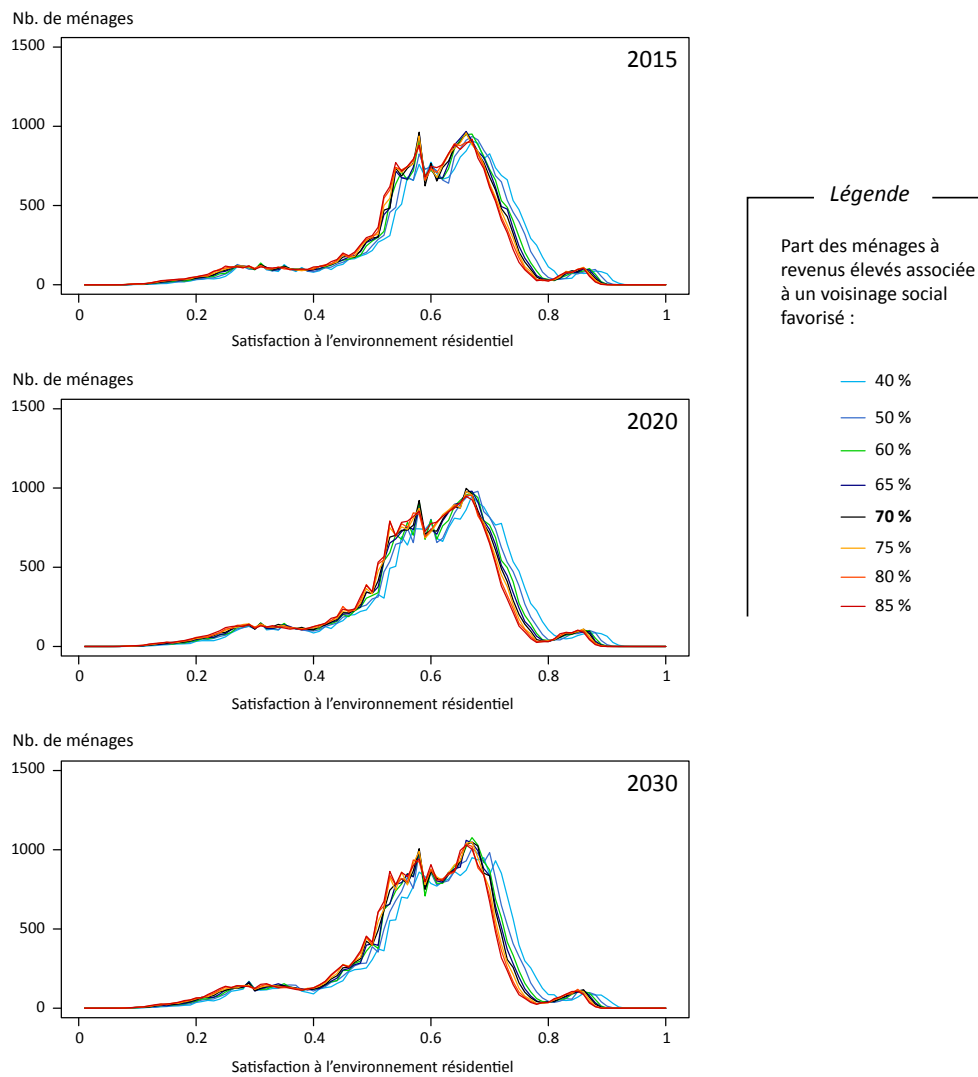 Nb. de ménages
1500
2015
1000
500
0
0 0.2 0.4 0.6 0.8 1
Satisfaction à l'environnement résidentiel
Nb. de ménages
1500
2020
1000
500
0
0 0.2 0.4 0.6 0.8 1
Satisfaction à l'environnement résidentiel
Nb. de ménages
1500
2030
1000
500
0
0 0.2 0.4 0.6 0.8 1
Satisfaction à l'environnement résidentiel
Légende
Part des ménages à
revenus élevés associée
à un voisinage social
favorisé :
40 %
50 %
60 %
65 %
70 %
75 %
80 %
85 %